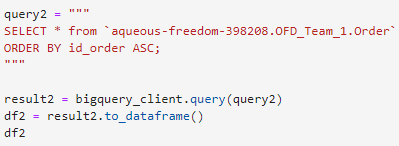 query2 = """
SELECT * from `aqueous-freedom-398208.OFD_Team_1.Order`
ORDER BY id_order ASC;
"""
result2 = bigquery_client.query(query2)
df2 = result2.to_dataframe()
df2